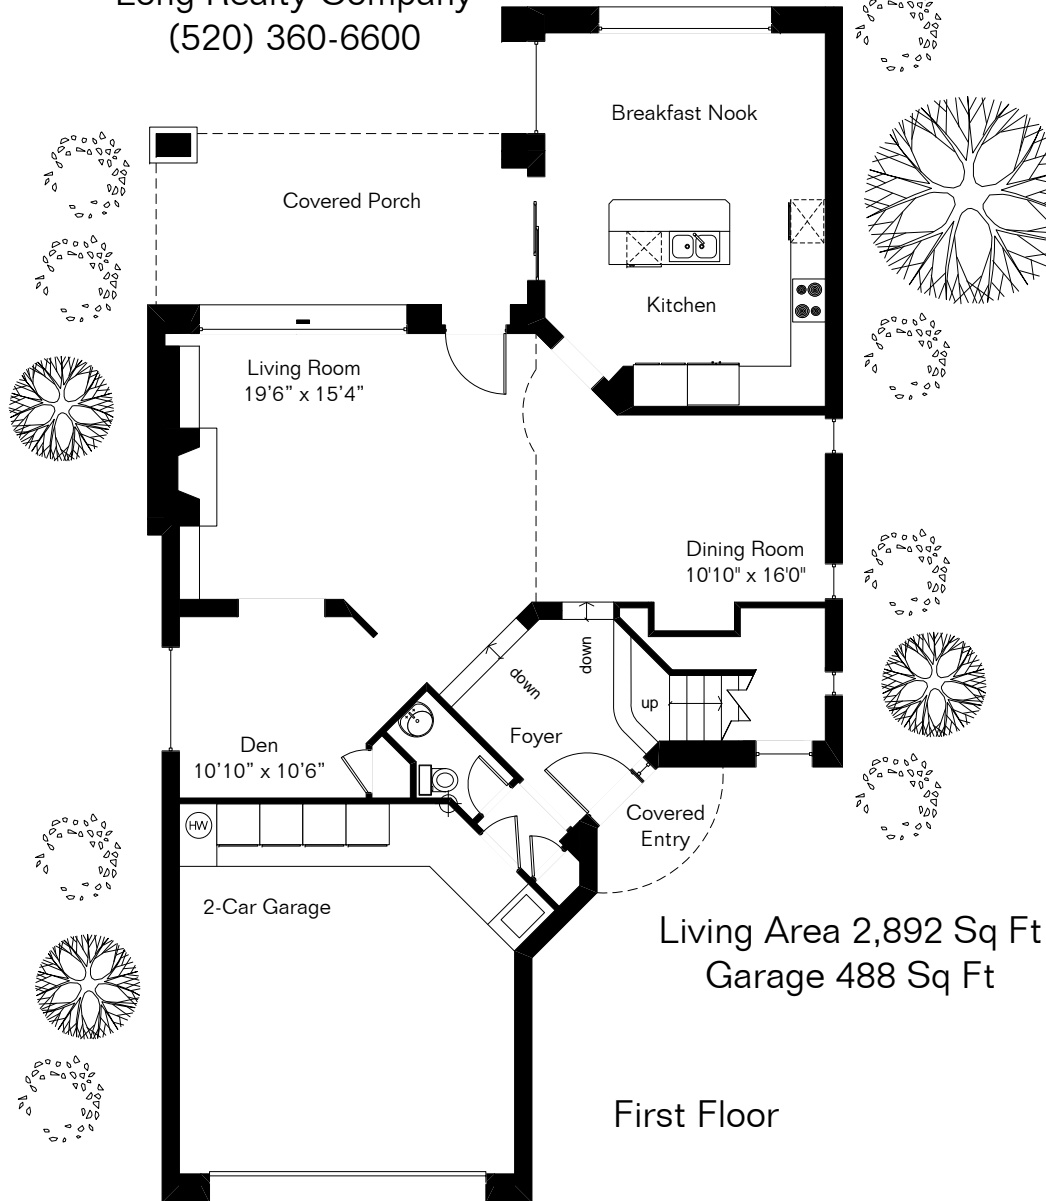 Long Realty Company
(520) 360-6600
Breakfast Nook
Covered Porch
Kitchen
Living Room
19’6” x 15’4”
Dining Room
10'10" x 16'0"
down
down
up
Foyer
Den
10’10” x 10’6”
Covered
Entry
HW
2-Car Garage
Living Area 2,892 Sq Ft
Garage 488 Sq Ft
First Floor